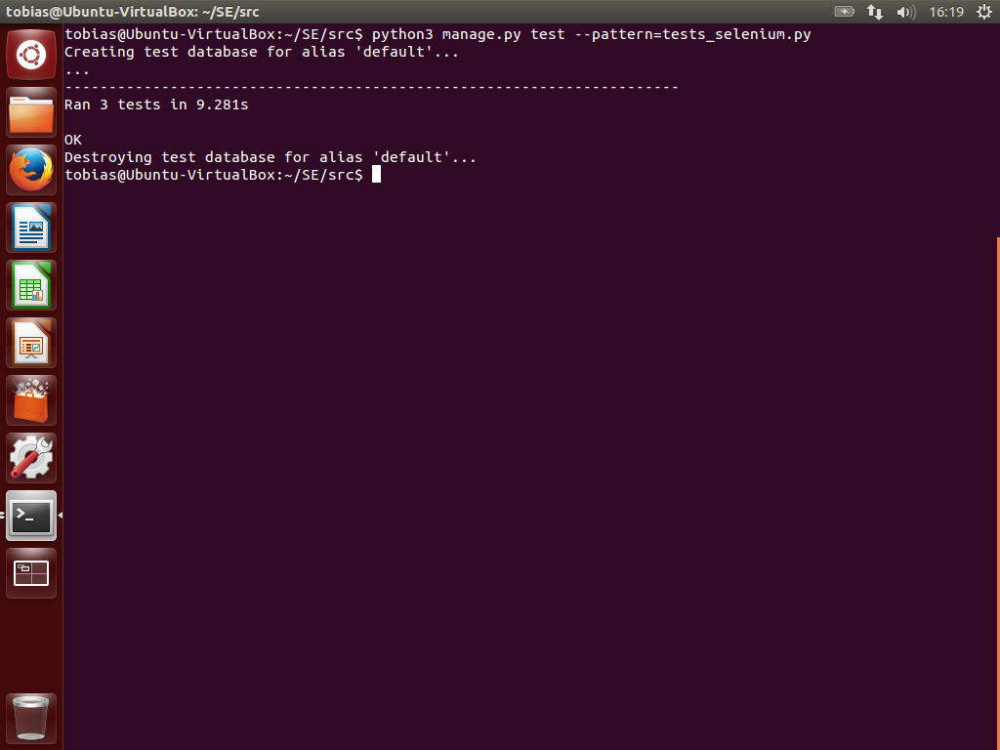 tobias@Ubuntu-VirtualBox: ~/SE/src
16:19
tobias@Ubuntu-VirtualBox:~/SE/src$ python3 manage.py test --pattern=tests_selenium.py
Creating test database for alias 'default'...
...
----------------------------------------------------------------------
Ran 3 tests in 9.281s
OK
Destroying test database for alias 'default'...
tobias@Ubuntu-VirtualBox:~/SE/src$